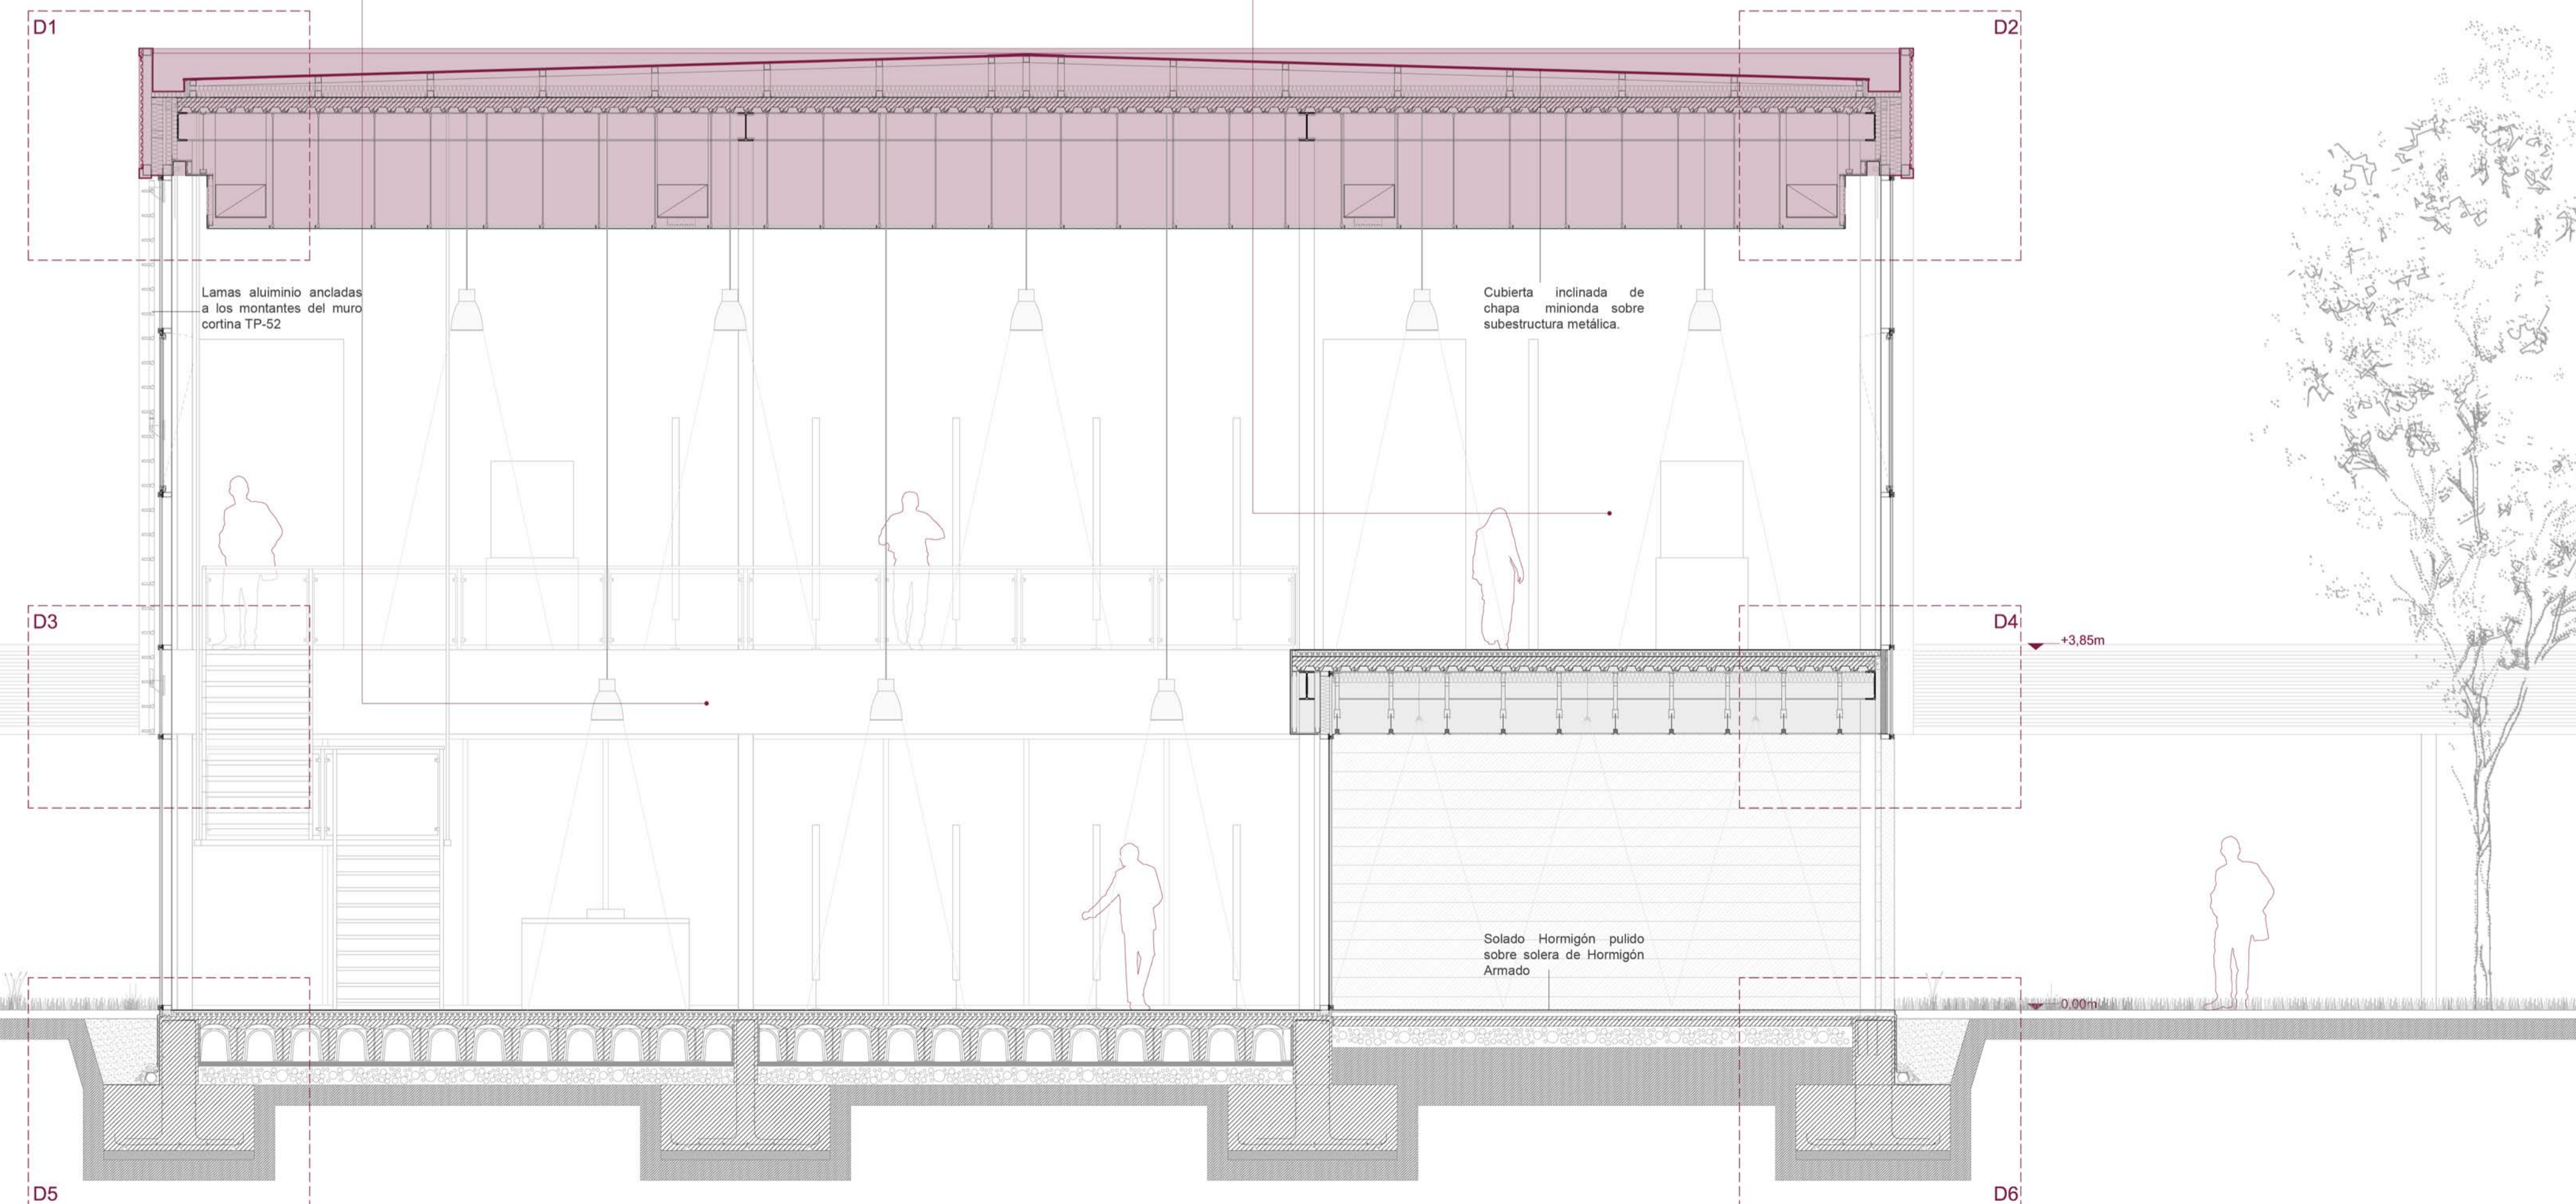 D1
D2
Lamas aluiminio ancladas
a los montantes del muro
cortina TP-52
Cubierta inclinada de
chapa minionda sobre
subestructura metálica.
D3
D4
+3,85m
Solado Hormigón pulido
sobre solera de Hormigón
Armado
0,00m
D5
D6